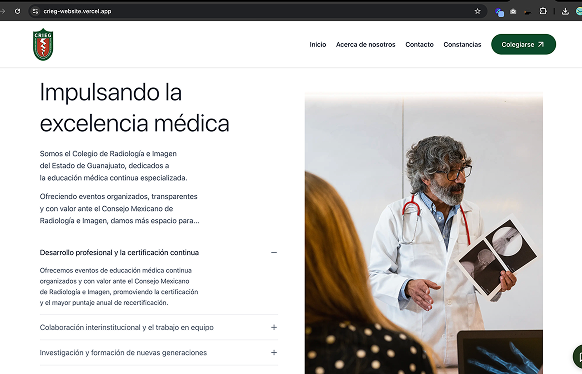 crieg-website.vercel.app
CRIEG
Inicio
Acerca de nosotros
Contacto
Constancias
Colegiarse
Impulsando la
excelencia médica
Somos el Colegio de Radiología e Imagen
del Estado de Guanajuato, dedicados a
la educación médica continua especializada.
Ofreciendo eventos organizados, transparentes
y con valor ante el Consejo Mexicano de
Radiología e Imagen, damos más espacio para...
Desarrollo profesional y la certificación continua
Ofrecemos eventos de educación médica continua
organizados y con valor ante el Consejo Mexicano
de Radiología e Imagen, promoviendo la certificación
y el mayor puntaje anual de recertificación.
Colaboración interinstitucional y el trabajo en equipo
Investigación y formación de nuevas generaciones